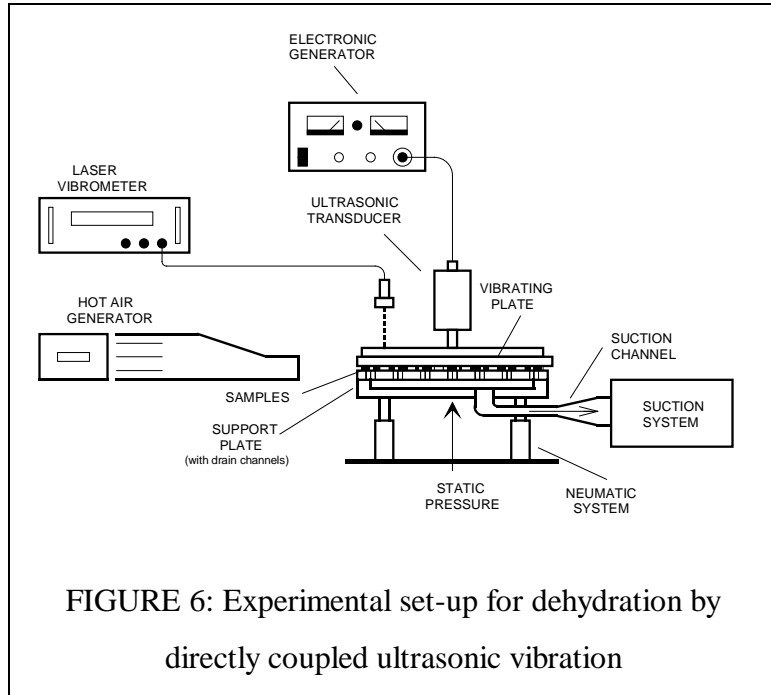 ELECTRONIC
GENERATOR
LASER
VIBROMETER
ULTRASONIC
TRANSDUCER
VIBRATING
PLATE
HOT AIR
GENERATOR
SUCTION
CHANNEL
SAMPLES
SUCTION
SYSTEM
SUPPORT
PLATE
(with drain channels)
STATIC
PRESSURE
NEUMATIC
SYSTEM
FIGURE 6: Experimental set-up for dehydration by
directly coupled ultrasonic vibration